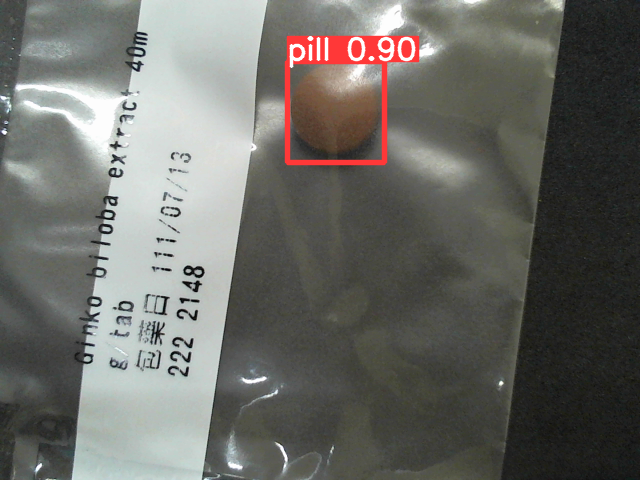 pill 0.90
Ginko biloba extract 40m
g/tab
包藥日 111/07/13
222 2148